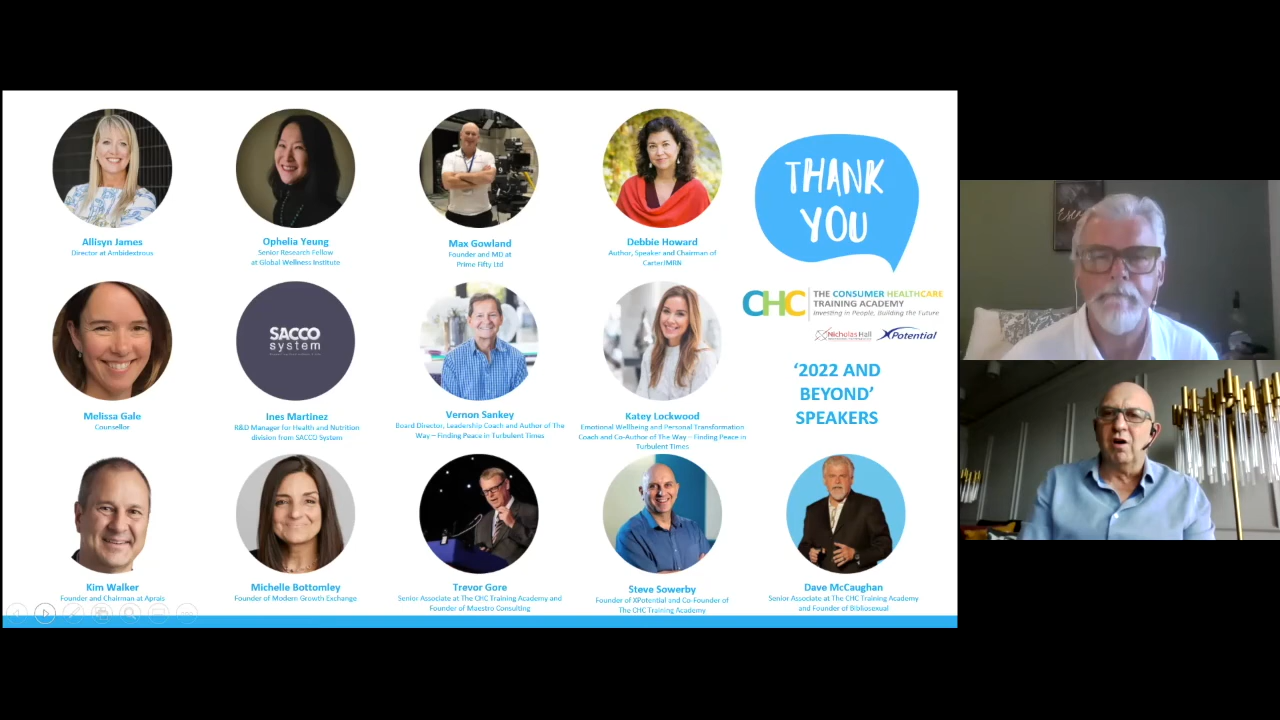 Allisyn James
Director at Ambidextrous
Ophelia Yeung
Senior Research Fellow
at Global Wellness Institute
Max Gowland
Founder and MD at
Prime Fifty Ltd
Debbie Howard
Author, Speaker and Chairman of
CarterJMRN
THANK
YOU
CHC
THE CONSUMER HEALTHCARE
TRAINING ACADEMY
Investing in People, Building the Future
Nicholas Hall
XPotential
'2022 AND
BEYOND'
SPEAKERS
Melissa Gale
Counsellor
SACCO
system
Ines Martinez
R&D Manager for Health and Nutrition
division from SACCO System
Vernon Sankey
Board Director, Leadership Coach and Author of The
Way – Finding Peace in Turbulent Times
Katey Lockwood
Emotional Wellbeing and Personal Transformation
Coach and Co-Author of The Way – Finding Peace in
Turbulent Times
Kim Walker
Founder and Chairman at Aprais
Michelle Bottomley
Founder of Modern Growth Exchange
Trevor Gore
Senior Associate at The CHC Training Academy and
Founder of Maestro Consulting
Steve Sowerby
Founder of XPotential and Co-Founder of
The CHC Training Academy
Dave McCaughan
Senior Associate at The CHC Training Academy
and Founder of Bibliosexual